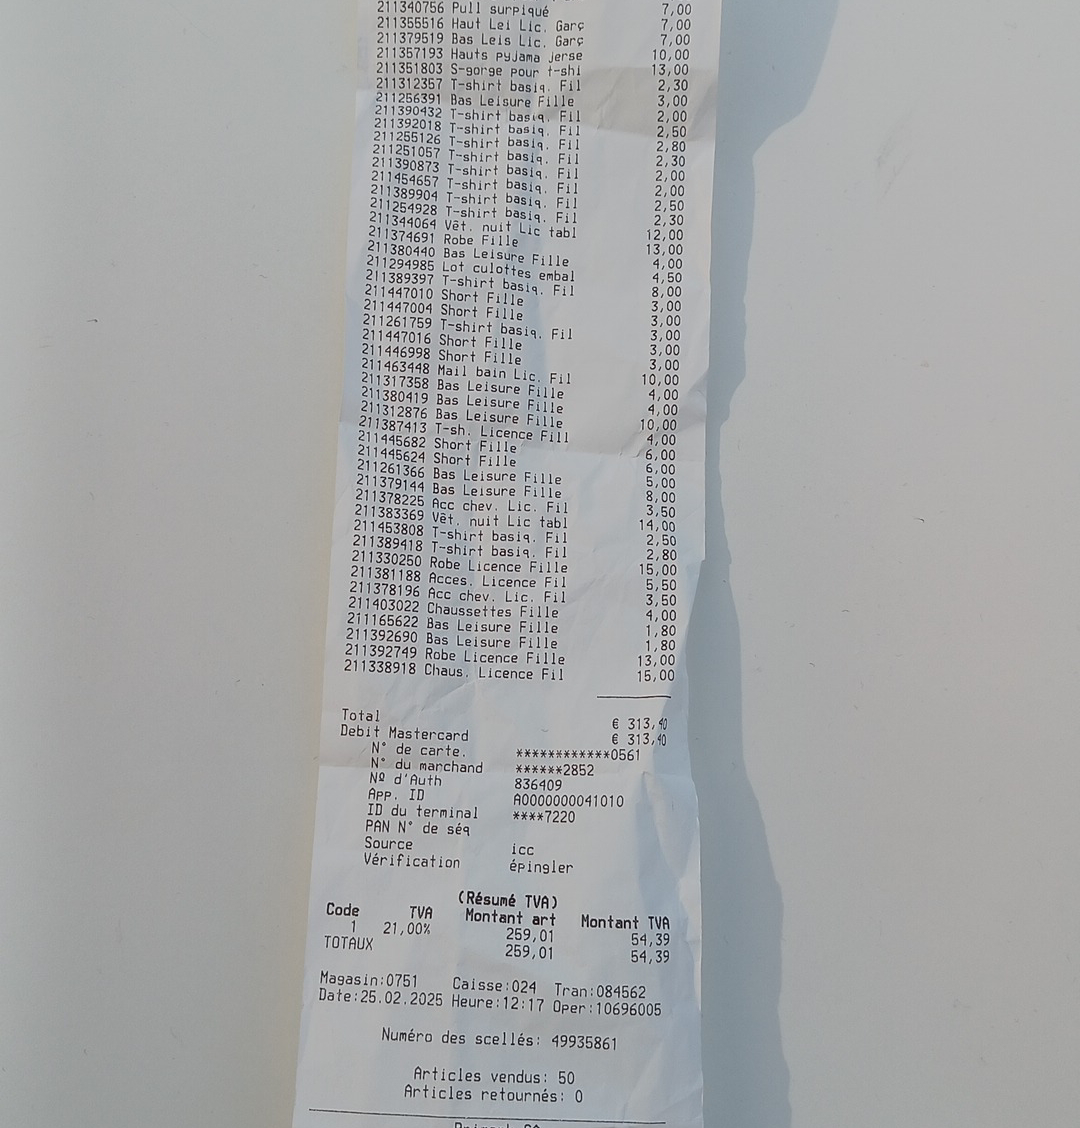 211340756 Pull surpiqué 7,00
211355516 Haut Lei Lic. Garç 7,00
211379519 Bas Leis Lic. Garç 7,00
211357193 Hauts pyjama jerse 10,00
211351803 S-gorge pour t-shi 13,00
211312357 T-shirt basiq. Fil 2,30
211256391 Bas Leisure Fille 3,00
211390432 T-shirt basiq. Fil 2,00
211392018 T-shirt basiq. Fil 2,50
211255126 T-shirt basiq. Fil 2,80
211251057 T-shirt basiq. Fil 2,30
211390873 T-shirt basiq. Fil 2,00
211454657 T-shirt basiq. Fil 2,00
211389904 T-shirt basiq. Fil 2,50
211254928 T-shirt basiq. Fil 2,30
211344064 Vêt. nuit Lic tabl 12,00
211374691 Robe Fille 13,00
211380440 Bas Leisure Fille 4,00
211294985 Lot culottes embal 4,50
211389397 T-shirt basiq. Fil 8,00
211447010 Short Fille 3,00
211447004 Short Fille 3,00
211261759 T-shirt basiq. Fil 3,00
211447016 Short Fille 3,00
211446998 Short Fille 3,00
211463448 Mail bain Lic. Fil 10,00
211317358 Bas Leisure Fille 4,00
211380419 Bas Leisure Fille 4,00
211312876 Bas Leisure Fille 10,00
211387413 T-sh. Licence Fill 4,00
211445682 Short Fille 6,00
211445624 Short Fille 6,00
211261366 Bas Leisure Fille 5,00
211379144 Bas Leisure Fille 8,00
211378225 Acc chev. Lic. Fil 3,50
211383369 Vêt. nuit Lic tabl 14,00
211453808 T-shirt basiq. Fil 2,50
211389418 T-shirt basiq. Fil 2,80
211330250 Robe Licence Fille 15,00
211381188 Acces. Licence Fil 5,50
211378196 Acc chev. Lic. Fil 3,50
211403022 Chaussettes Fille 4,00
211165622 Bas Leisure Fille 1,80
211392690 Bas Leisure Fille 1,80
211392749 Robe Licence Fille 13,00
211338918 Chaus. Licence Fil 15,00
Total € 313,40
Debit Mastercard € 313,40
N° de carte. ************0561
N° du marchand ******2852
Nº d'Auth 836409
App. ID A0000000041010
ID du terminal ****7220
PAN N° de séq
Source icc
Vérification épingler
(Résumé TVA)
Code TVA Montant art Montant TVA
1 21,00% 259,01 54,39
TOTAUX 259,01 54,39
Magasin:0751 Caisse:024 Tran:084562
Date:25.02.2025 Heure:12:17 Oper:10696005
Numéro des scellés: 49935861
Articles vendus: 50
Articles retournés: 0